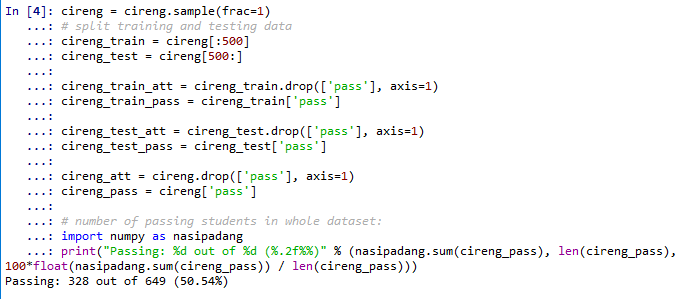 In [4]: cireng = cireng.sample(frac=1)
...: # split training and testing data
...: cireng_train = cireng[:500]
...: cireng_test = cireng[500:]
...:
...: cireng_train_att = cireng_train.drop(['pass'], axis=1)
...: cireng_train_pass = cireng_train['pass']
...:
...: cireng_test_att = cireng_test.drop(['pass'], axis=1)
...: cireng_test_pass = cireng_test['pass']
...:
...: cireng_att = cireng.drop(['pass'], axis=1)
...: cireng_pass = cireng['pass']
...:
...: # number of passing students in whole dataset:
...: import numpy as nasipadang
...: print("Passing: %d out of %d (%.2f%%)" % (nasipadang.sum(cireng_pass), len(cireng_pass),
100*float(nasipadang.sum(cireng_pass)) / len(cireng_pass)))
Passing: 328 out of 649 (50.54%)